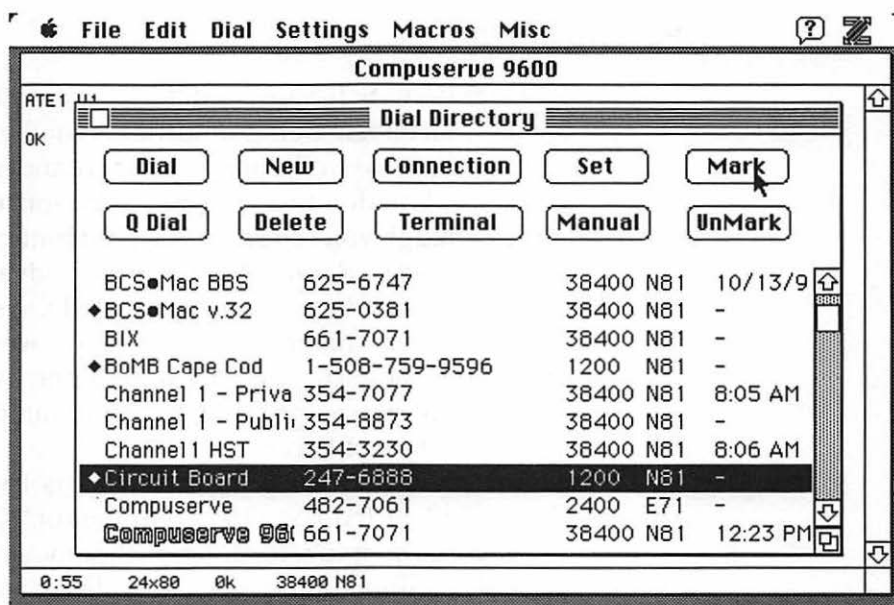 File Edit Dial Settings Macros Misc
Compuserve 9600
ATE1 V1
OK
Dial Directory
Dial New Connection Set Mark
Q Dial Delete Terminal Manual UnMark
BCS●Mac BBS 625-6747 38400 N81 10/13/9
◆BCS●Mac v.32 625-0381 38400 N81 -
BIX 661-7071 38400 N81 -
◆BoMB Cape Cod 1-508-759-9596 1200 N81 -
Channel 1 - Priva 354-7077 38400 N81 8:05 AM
Channel 1 - Publi 354-8873 38400 N81 -
Channel1 HST 354-3230 38400 N81 8:06 AM
◆Circuit Board 247-6888 1200 N81 -
Compuserve 482-7061 2400 E71 -
Compuserve 96 661-7071 38400 N81 12:23 PM
0:55 24x80 0k 38400 N81